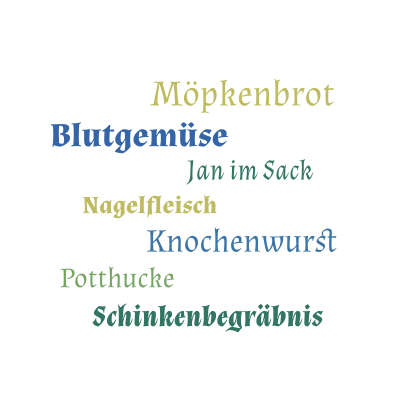 Möpkenbrot
Blutgemüse
Jan im Sack
Nagelfleisch
Knochenwurst
Potthucke
Schinkenbegräbnis